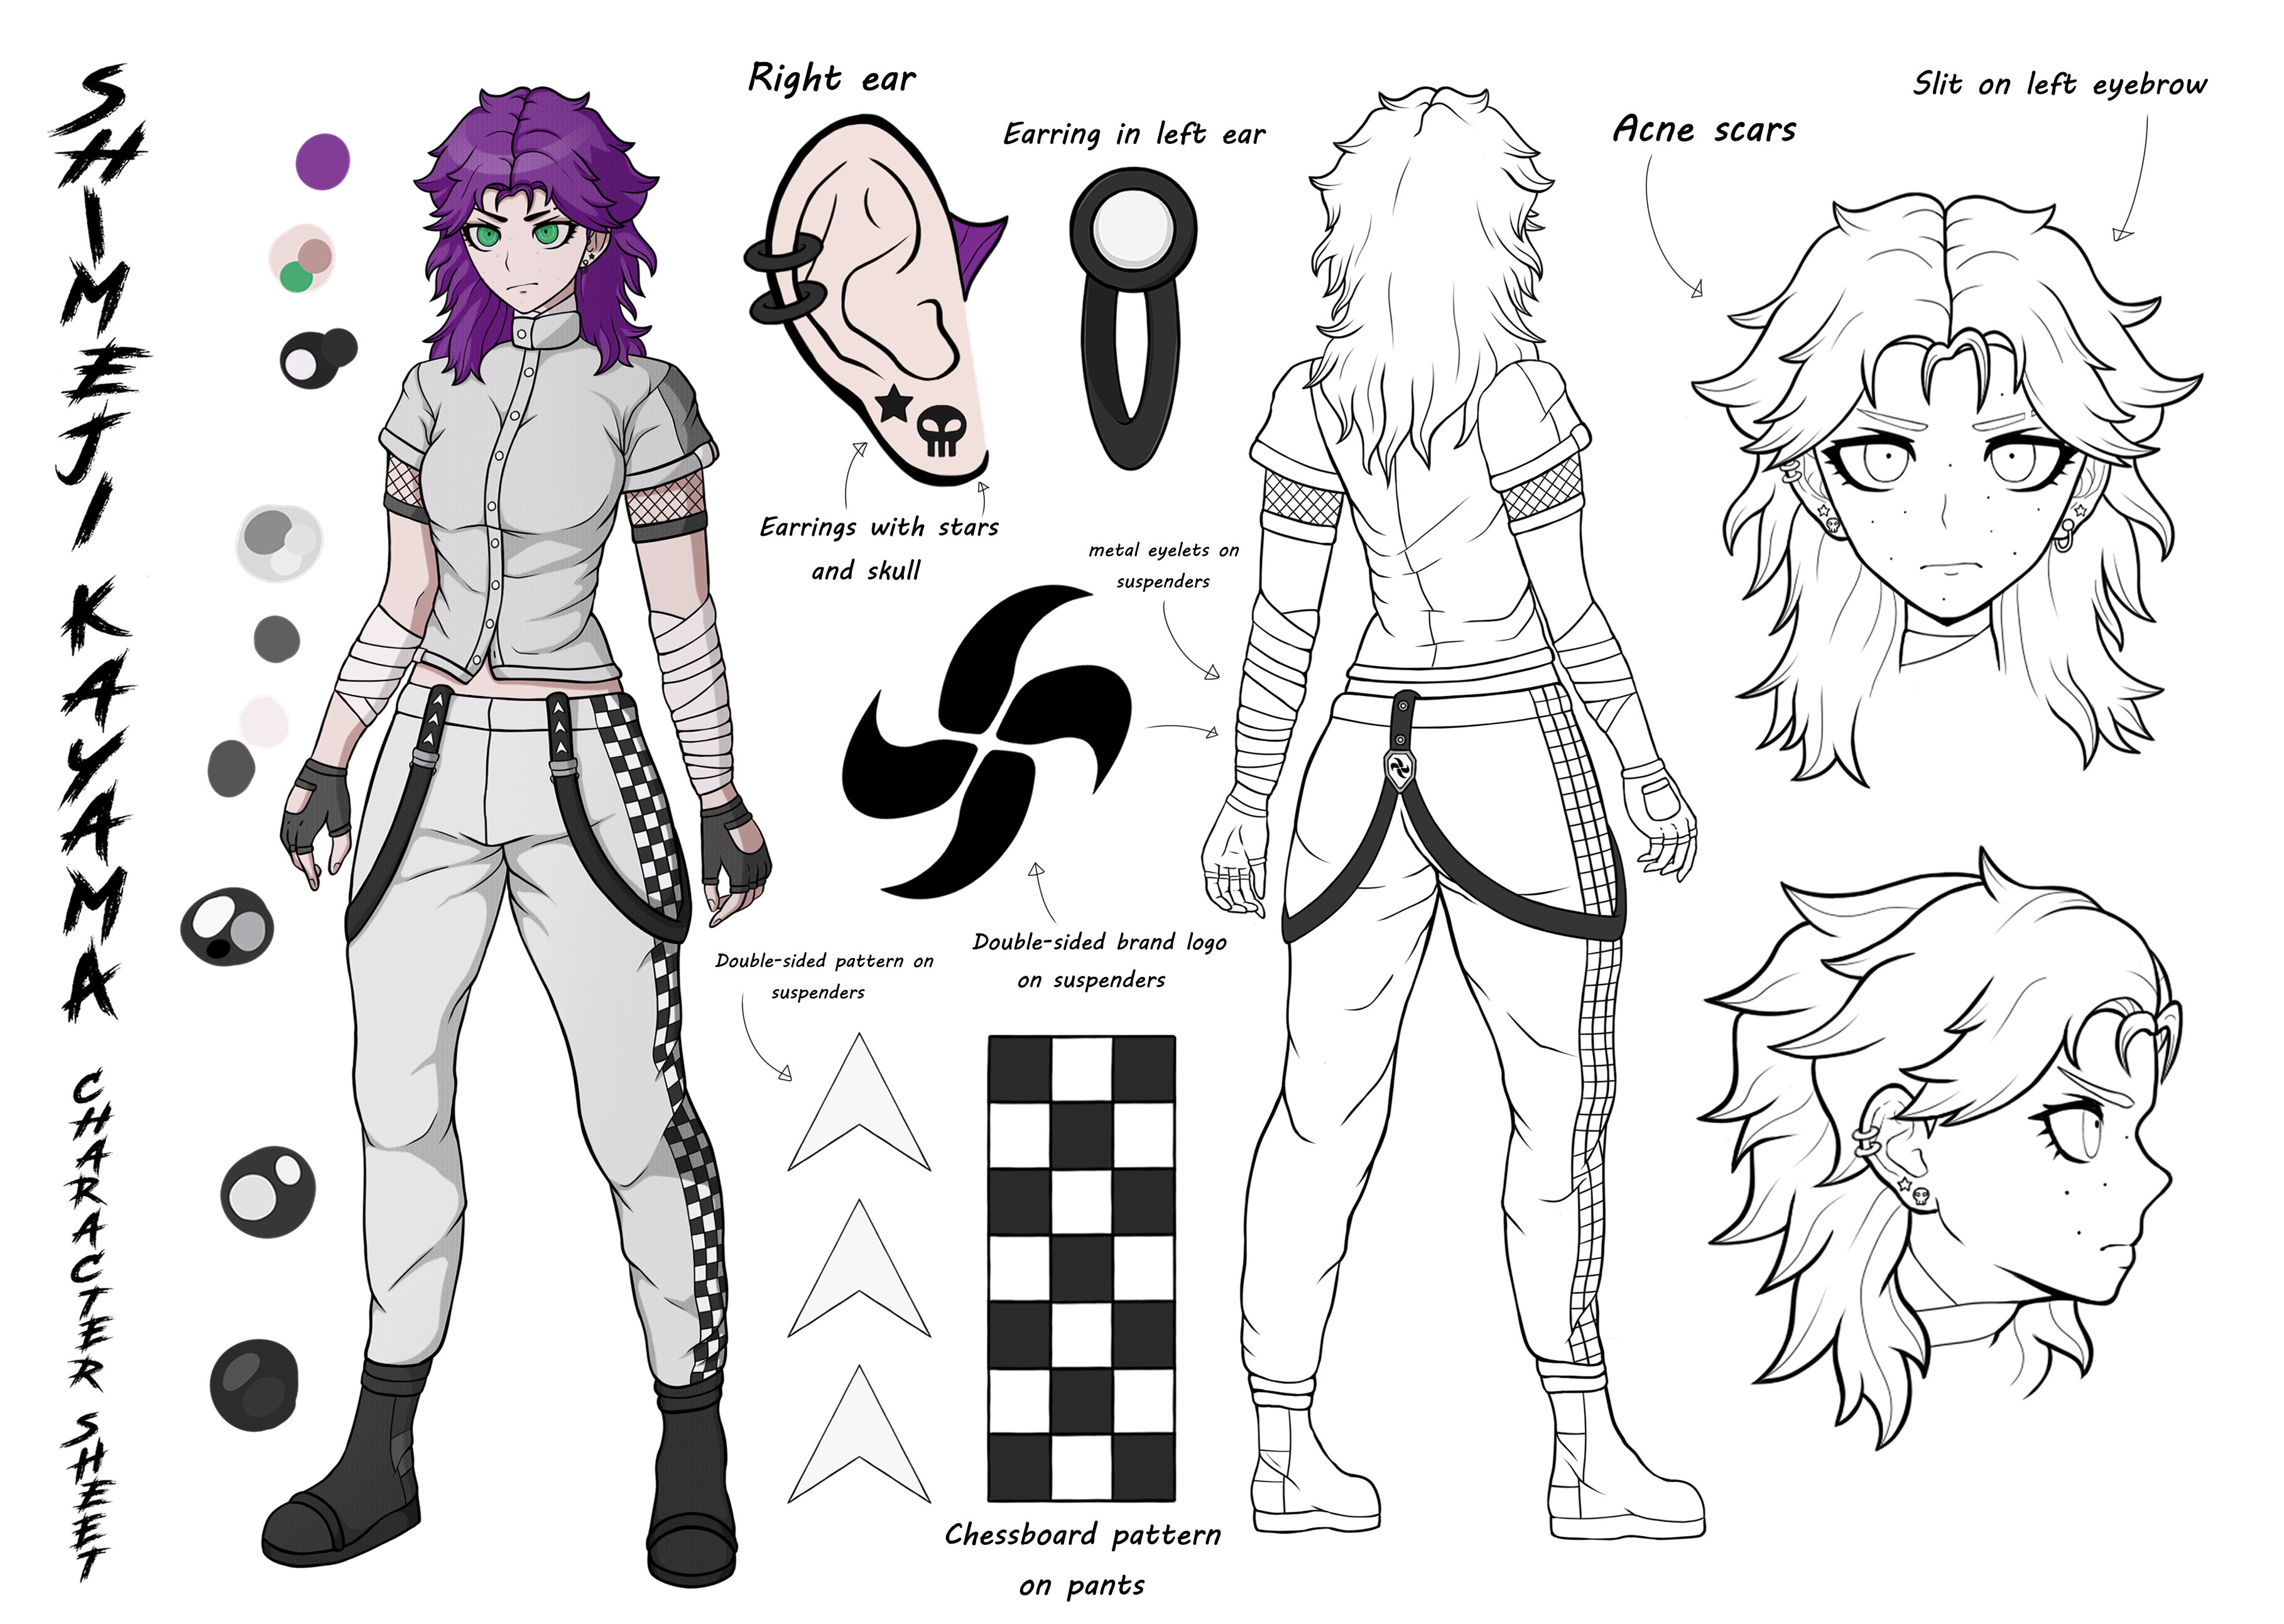 SHIMEJI KAYAMA CHARACTER SHEET
Right ear
Earring in left ear
Earrings with stars
and skull
metal eyelets on
suspenders
Double-sided brand logo
on suspenders
Double-sided pattern on
suspenders
Chessboard pattern
on pants
Acne scars
Slit on left eyebrow